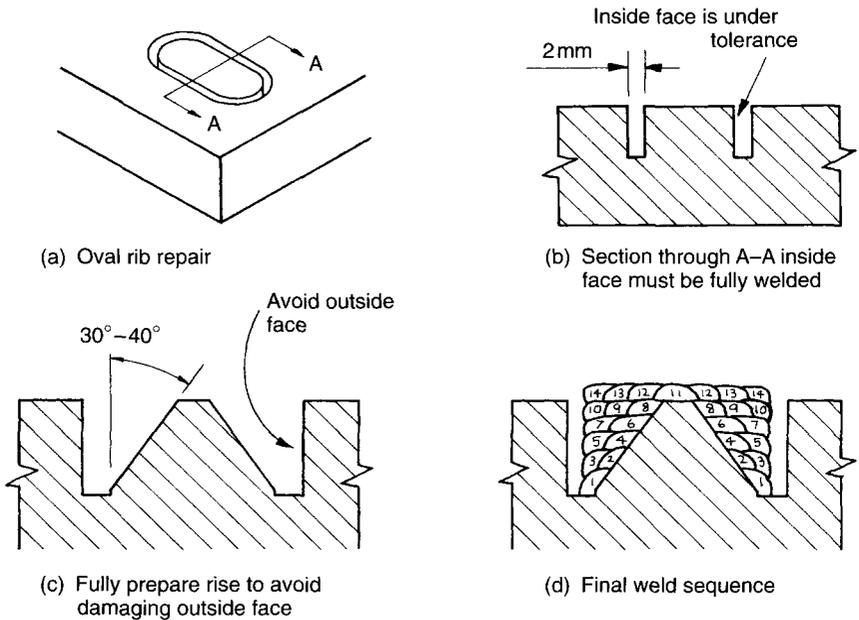 A
A
(a) Oval rib repair
Inside face is under
tolerance
2 mm
(b) Section through A–A inside
face must be fully welded
30°–40°
Avoid outside
face
(c) Fully prepare rise to avoid
damaging outside face
14 13 12 11 12 13 14
10 9 8 8 9 10
7 6 6 7
5 4 4 5
3 2 2 3
1 1
(d) Final weld sequence